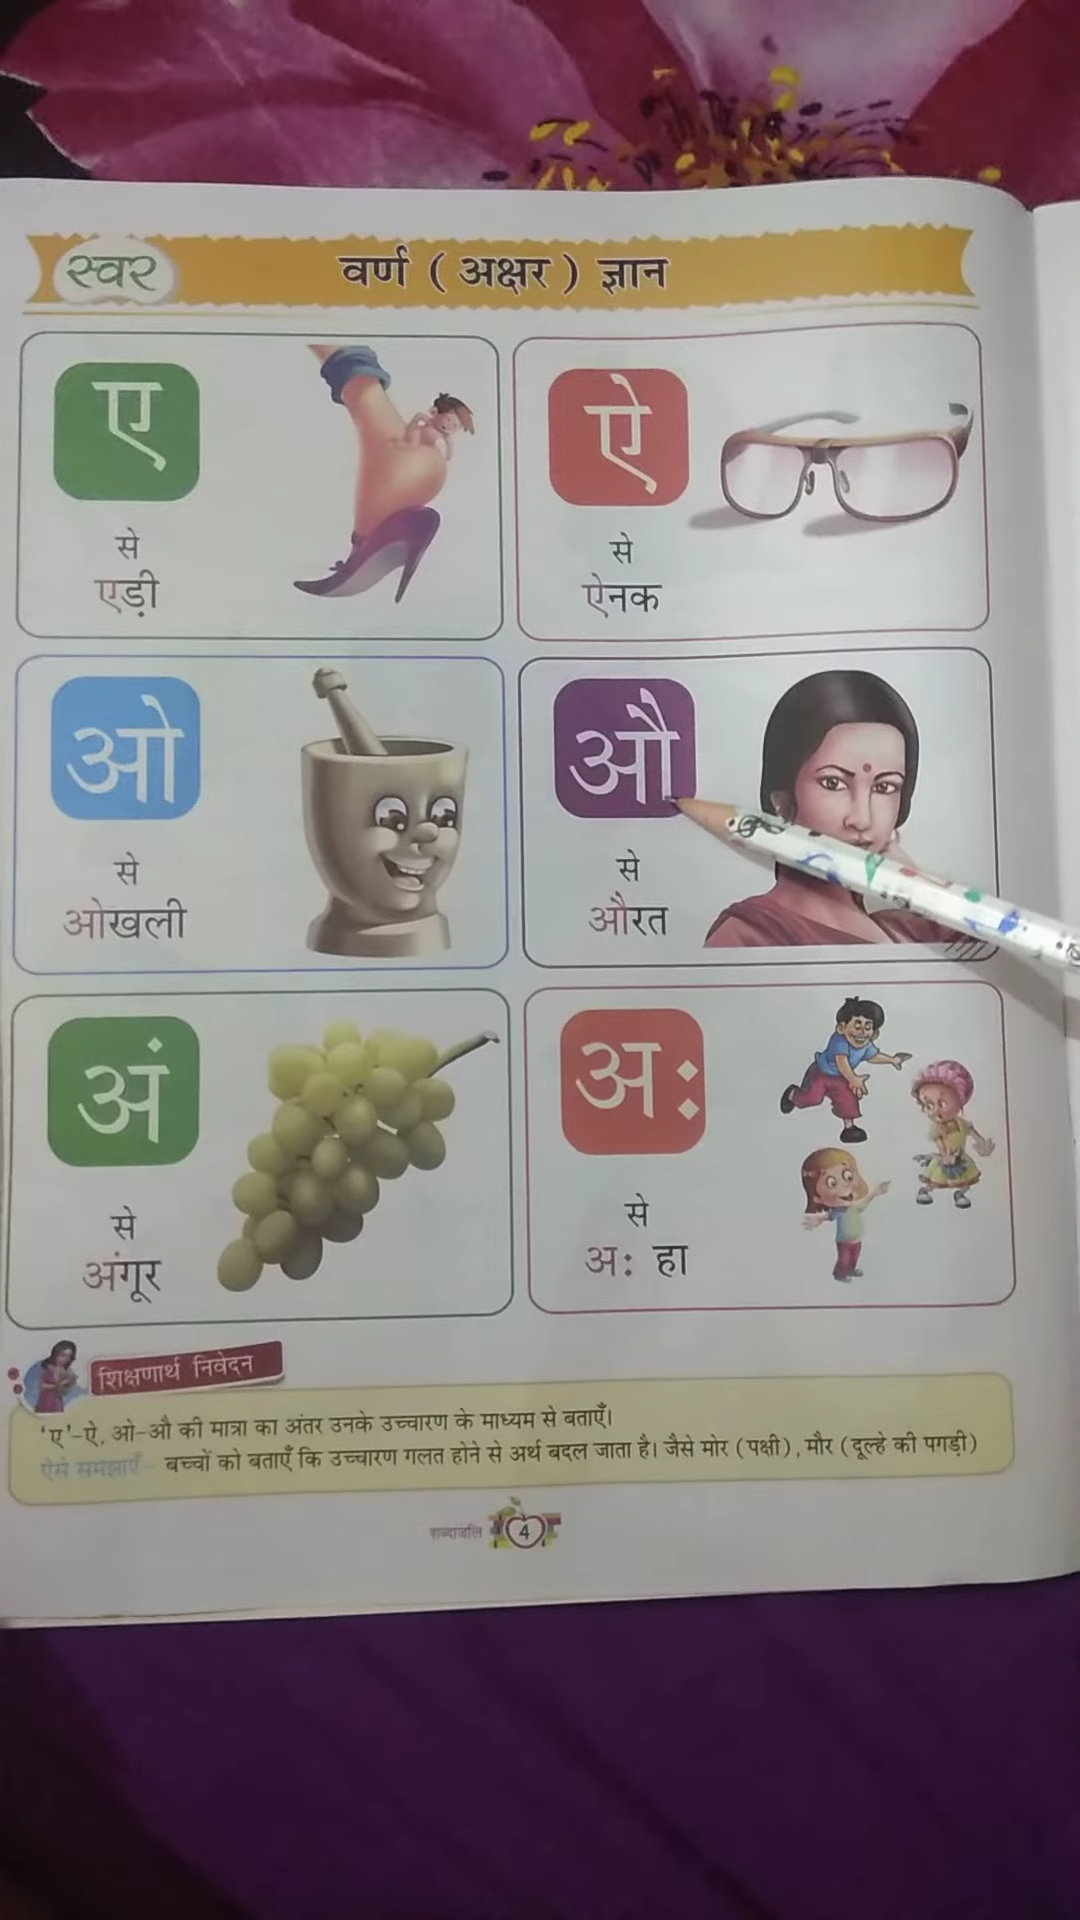 स्वर
वर्ण ( अक्षर ) ज्ञान
ए
से
एड़ी
ऐ
से
ऐनक
ओ
से
ओखली
औ
से
औरत
अं
से
अंगूर
अः
से
अः हा
शिक्षणार्थ निवेदन
'ए'-ऐ, ओ-औ की मात्रा का अंतर उनके उच्चारण के माध्यम से बताएँ।
ऐसे समझाएँ- बच्चों को बताएँ कि उच्चारण गलत होने से अर्थ बदल जाता है। जैसे मोर (पक्षी), मौर (दूल्हे की पगड़ी)
शब्दांजलि 4